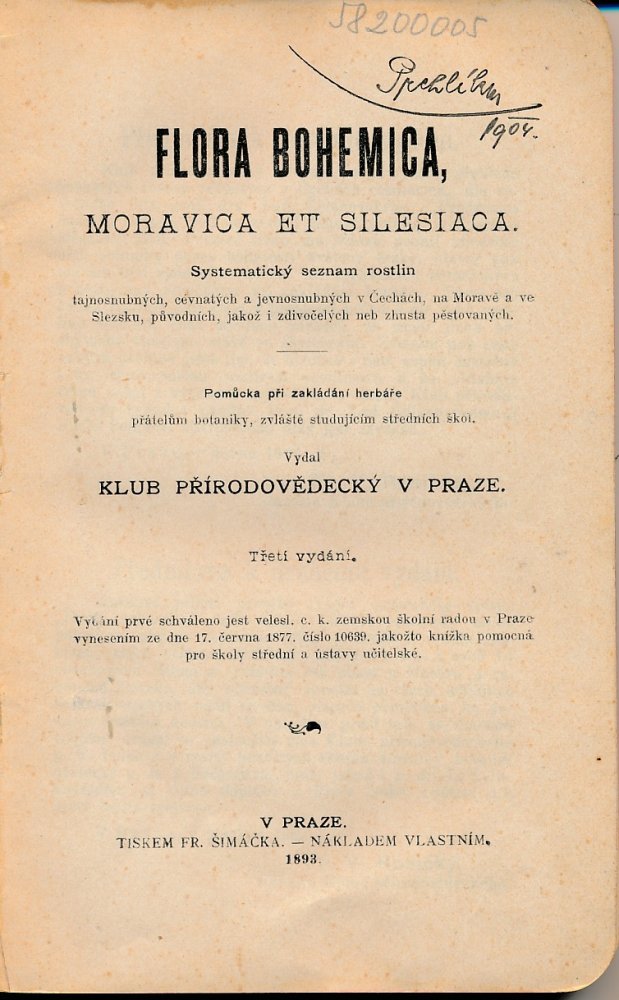 58200005
1904.
FLORA BOHEMICA,
MORAVICA ET SILESIACA.
Systematický seznam rostlin
tajnosnubných, cévnatých a jevnosnubných v Čechách, na Moravě a ve
Slezsku, původních, jakož i zdivočelých neb zhusta pěstovaných.
Pomůcka při zakládání herbáře
přátelům botaniky, zvláště studujícím středních škol.
Vydal
KLUB PŘÍRODOVĚDECKÝ V PRAZE.
Třetí vydání.
Vydání prvé schváleno jest velesl. c. k. zemskou školní radou v Praze
vynesením ze dne 17. června 1877. číslo 10639. jakožto knížka pomocná
pro školy střední a ústavy učitelské.
V PRAZE.
TISKEM FR. ŠIMÁČKA. — NÁKLADEM VLASTNÍM.
1893.